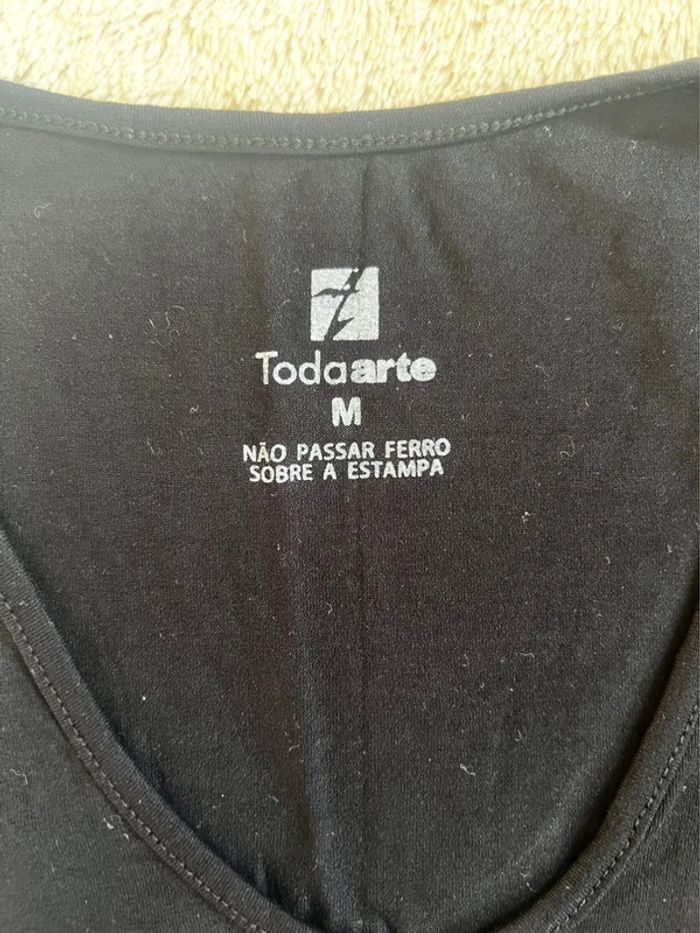 Todaarte
M
NÃO PASSAR FERRO
SOBRE A ESTAMPA